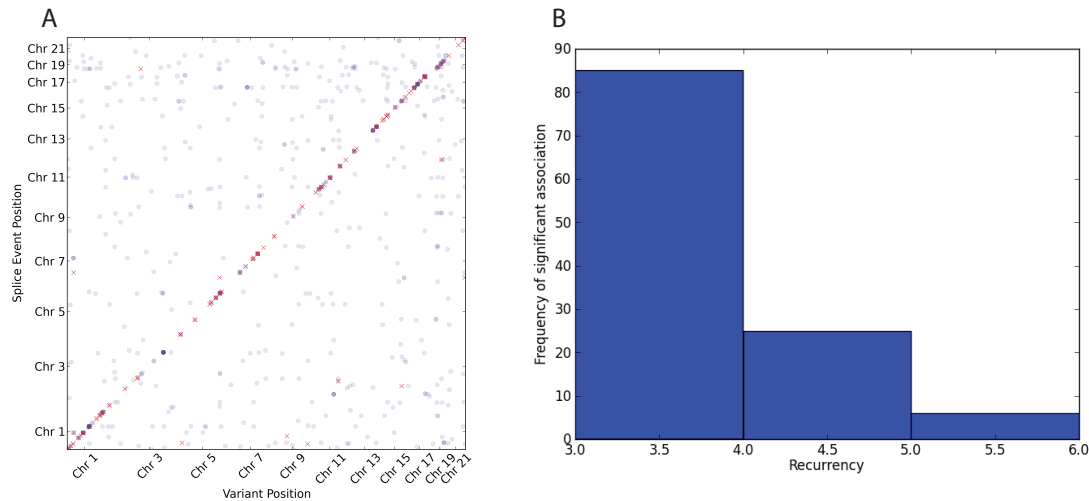 A
Chr 21
Chr 19
Chr 17
Chr 15
Chr 13
Chr 11
Chr 9
Chr 7
Chr 5
Chr 3
Chr 1
Splice Event Position
Chr 1
Chr 3
Chr 5
Chr 7
Chr 9
Chr 11
Chr 13
Chr 15
Chr 17
Chr 19
Chr 21
Variant Position
B
90
80
70
60
50
40
30
20
10
0
Frequency of significant association
3.0 3.5 4.0 4.5 5.0 5.5 6.0
Recurrency